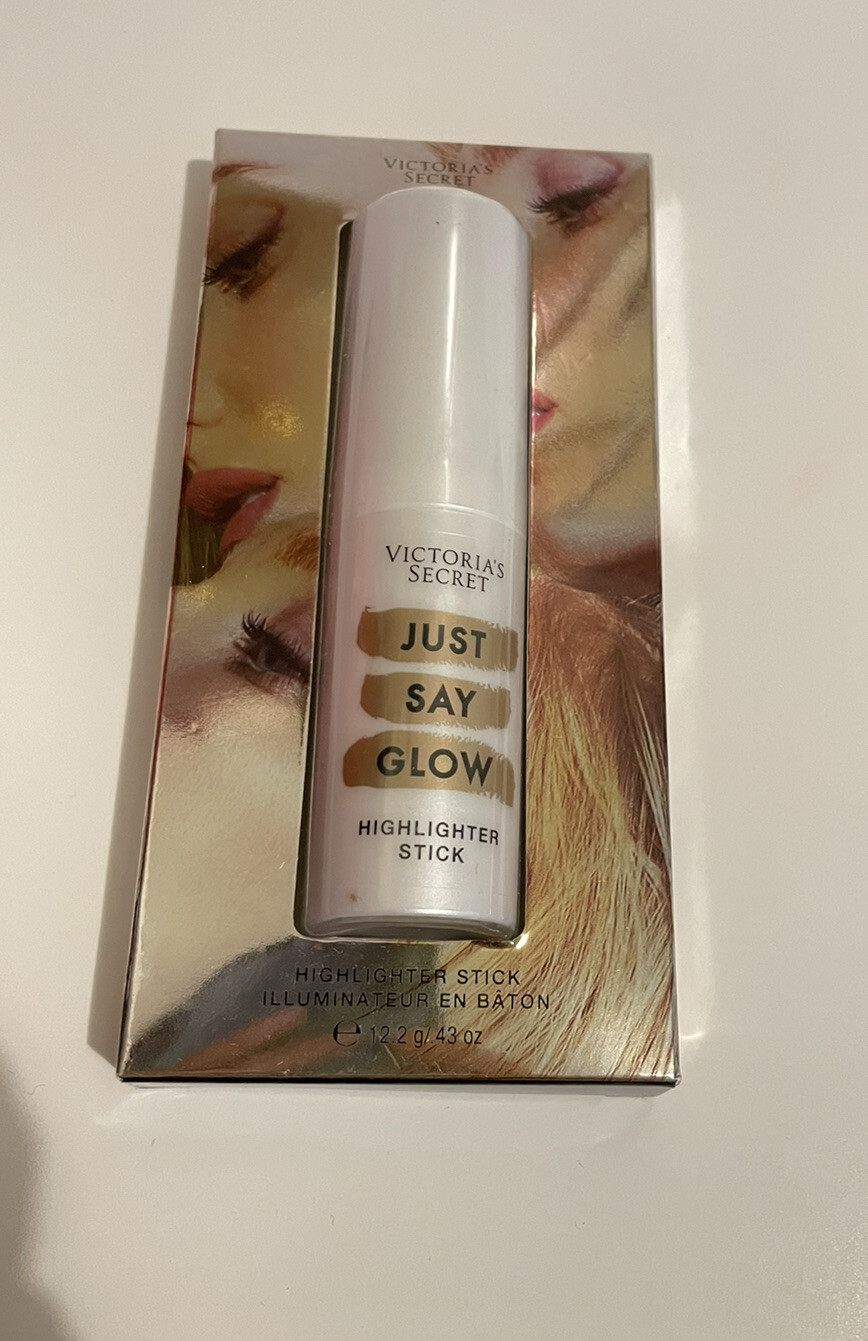 VICTORIA'S
SECRET
VICTORIA'S
SECRET
JUST
SAY
GLOW
HIGHLIGHTER
STICK
HIGHLIGHTER STICK
ILLUMINATEUR EN BÂTON
℮ 12.2 g/.43 oz